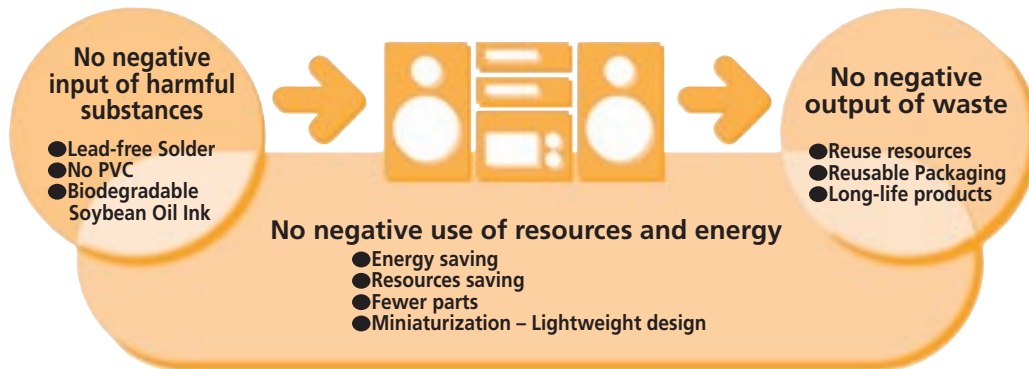 No negative
input of harmful
substances
●Lead-free Solder
●No PVC
●Biodegradable
Soybean Oil Ink
No negative
output of waste
●Reuse resources
●Reusable Packaging
●Long-life products
No negative use of resources and energy
●Energy saving
●Resources saving
●Fewer parts
●Miniaturization – Lightweight design